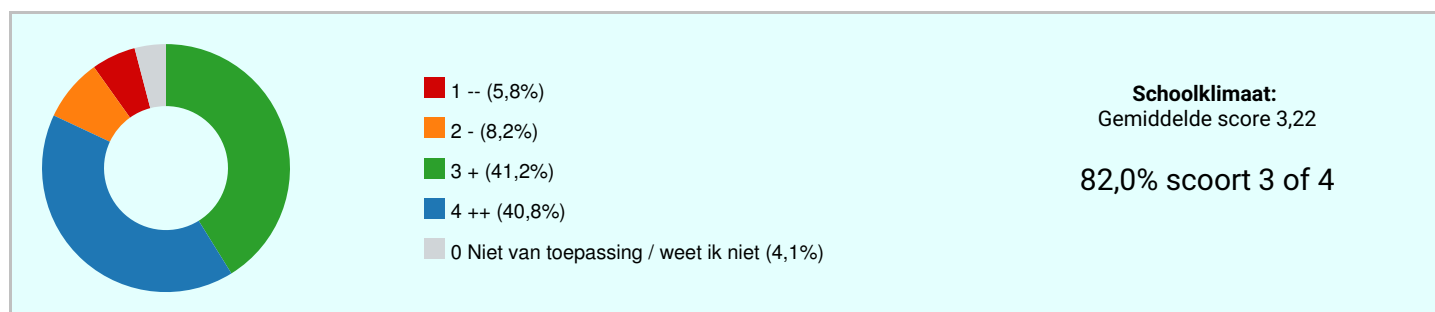 1 -- (5,8%)
2 - (8,2%)
3 + (41,2%)
4 ++ (40,8%)
0 Niet van toepassing / weet ik niet (4,1%)
Schoolklimaat:
Gemiddelde score 3,22
82,0% scoort 3 of 4